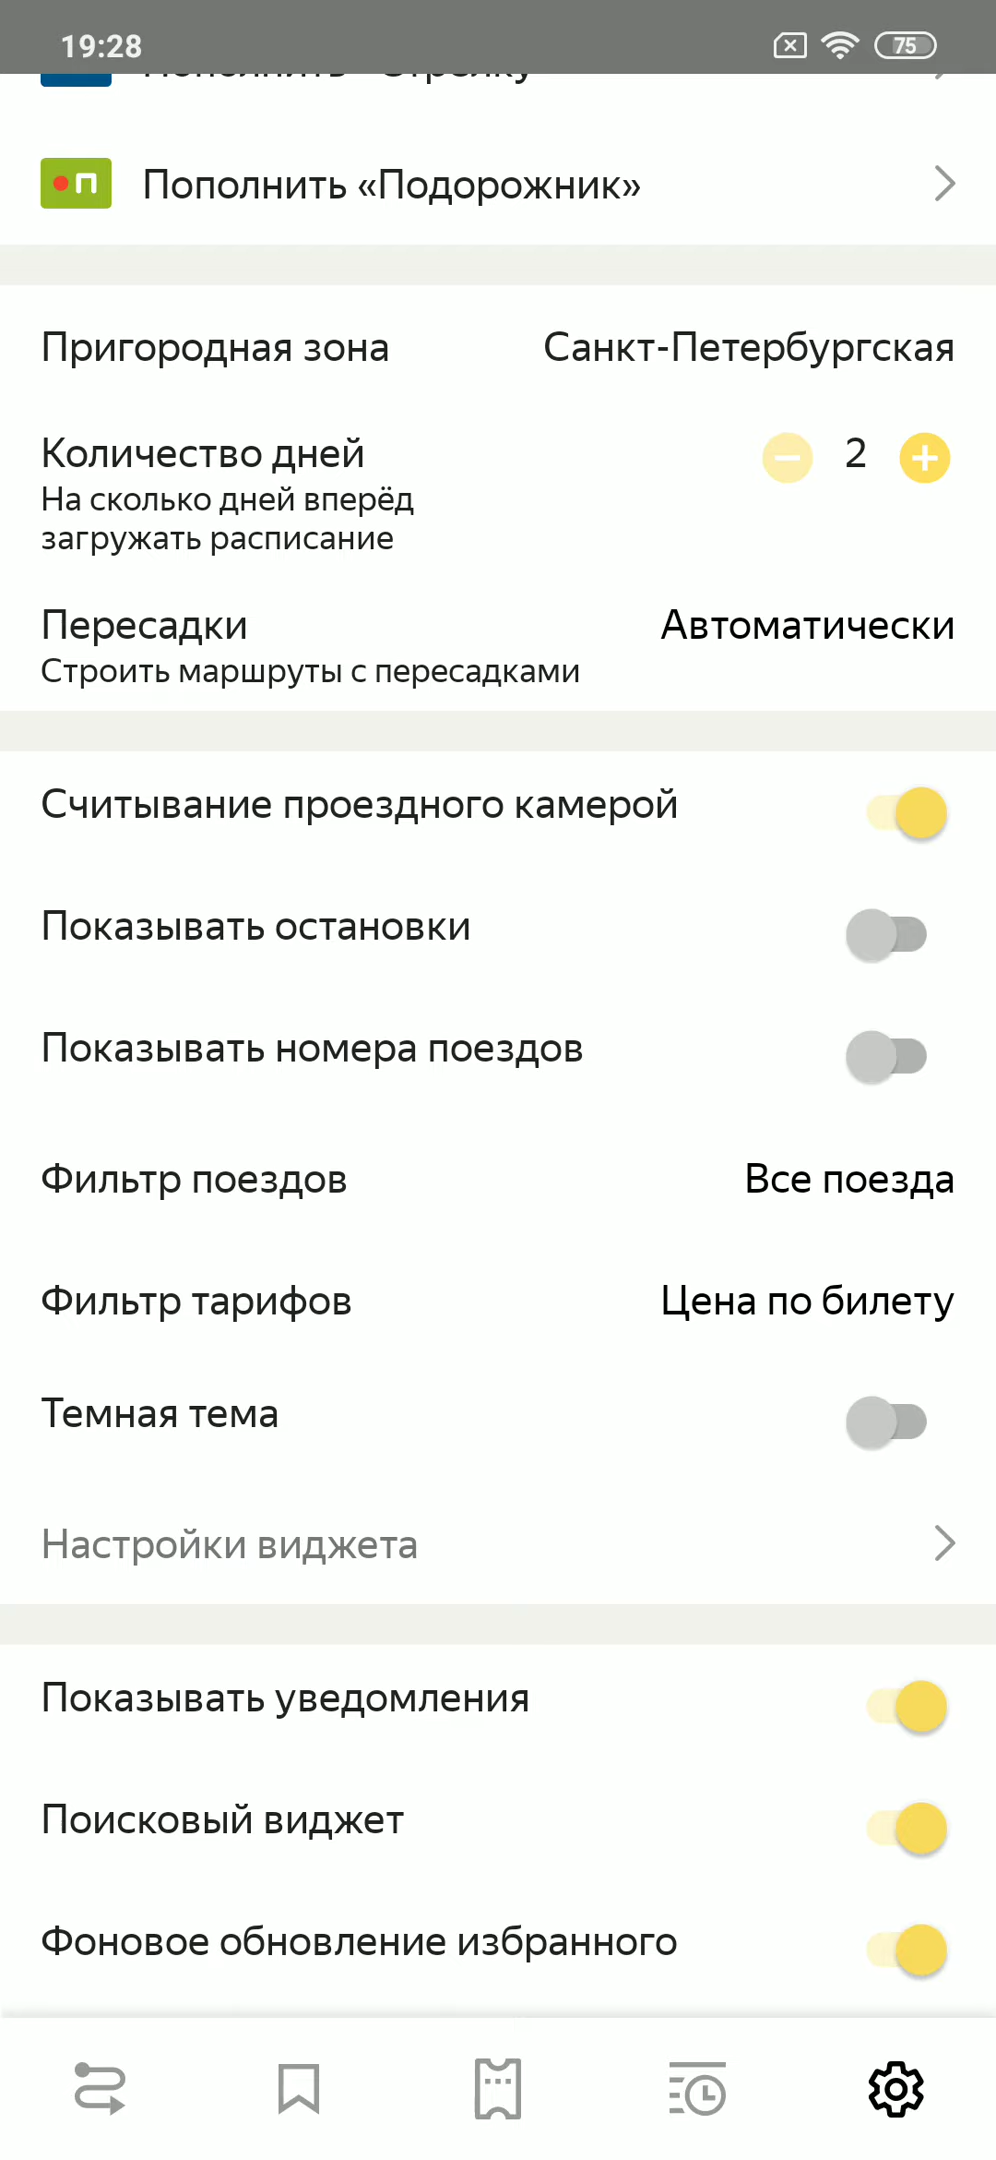 19:28
75
Пополнить «Стрелку»
П
Пополнить «Подорожник»
Пригородная зона
Санкт-Петербургская
Количество дней
2
На сколько дней вперёд
загружать расписание
Пересадки
Автоматически
Строить маршруты с пересадками
Считывание проездного камерой
Показывать остановки
Показывать номера поездов
Фильтр поездов
Все поезда
Фильтр тарифов
Цена по билету
Темная тема
Настройки виджета
Показывать уведомления
Поисковый виджет
Фоновое обновление избранного